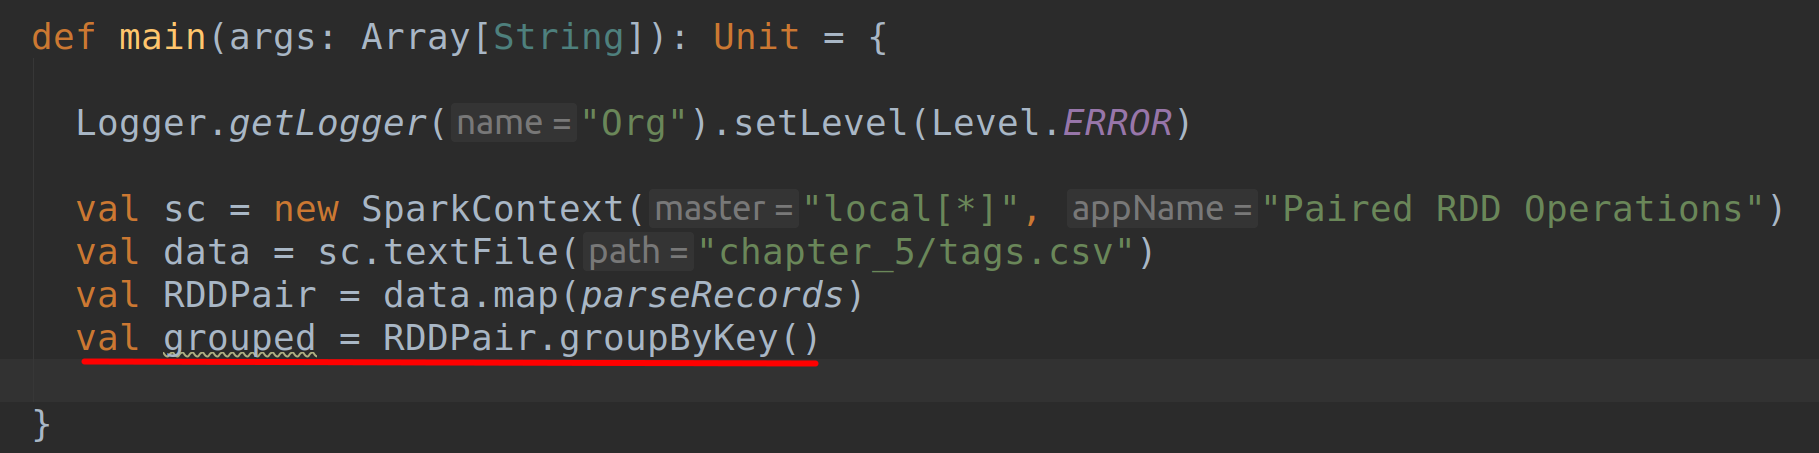 def main(args: Array[String]): Unit = {
Logger.getLogger( name = "Org").setLevel(Level.ERROR)
val sc = new SparkContext( master = "local[*]", appName = "Paired RDD Operations")
val data = sc.textFile( path = "chapter_5/tags.csv")
val RDDPair = data.map(parseRecords)
val grouped = RDDPair.groupByKey()
}